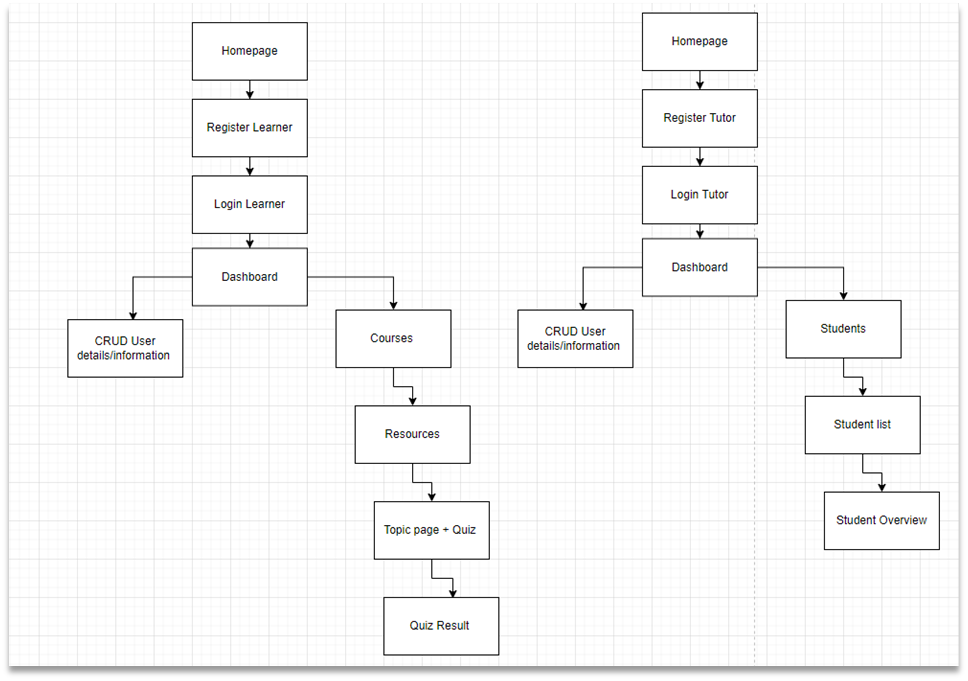 Homepage
Register Learner
Login Learner
Dashboard
CRUD User
details/information
Courses
Resources
Topic page + Quiz
Quiz Result
Homepage
Register Tutor
Login Tutor
Dashboard
CRUD User
details/information
Students
Student list
Student Overview